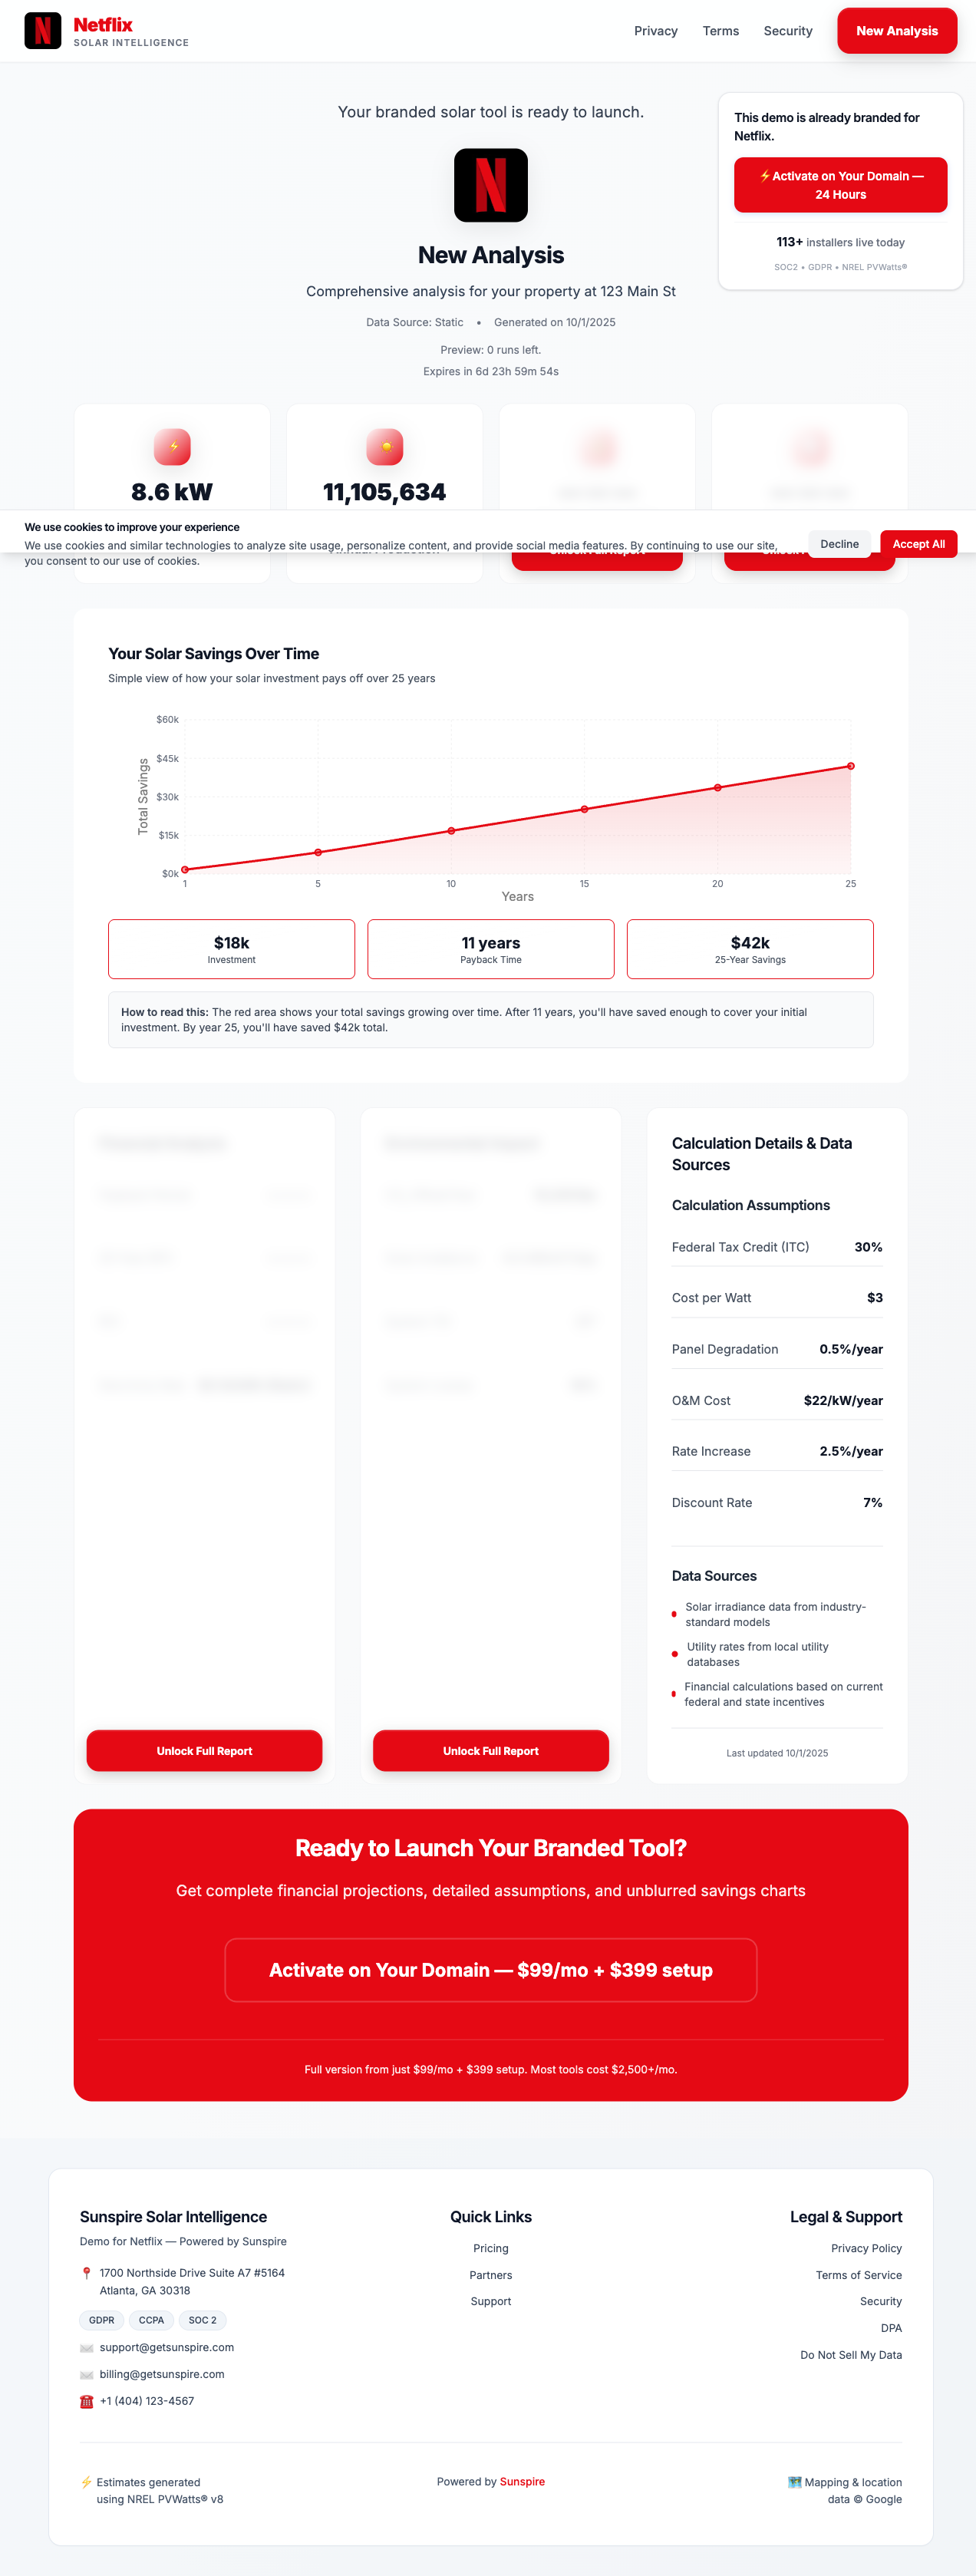 Netflix
SOLAR INTELLIGENCE
Privacy
Terms
Security
New Analysis
Your branded solar tool is ready to launch.
This demo is already branded for
Netflix.
⚡Activate on Your Domain —
24 Hours
113+ installers live today
SOC2 • GDPR • NREL PVWatts®
New Analysis
Comprehensive analysis for your property at 123 Main St
Data Source: Static • Generated on 10/1/2025
Preview: 0 runs left.
Expires in 6d 23h 59m 54s
8.6 kW
11,105,634
We use cookies to improve your experience
We use cookies and similar technologies to analyze site usage, personalize content, and provide social media features. By continuing to use our site,
you consent to our use of cookies.
Decline
Accept All
Your Solar Savings Over Time
Simple view of how your solar investment pays off over 25 years
Total Savings
$60k
$45k
$30k
$15k
$0k
1
5
10
15
20
25
Years
$18k
Investment
11 years
Payback Time
$42k
25-Year Savings
How to read this: The red area shows your total savings growing over time. After 11 years, you'll have saved enough to cover your initial
investment. By year 25, you'll have saved $42k total.
Unlock Full Report
Unlock Full Report
Calculation Details & Data
Sources
Calculation Assumptions
Federal Tax Credit (ITC) 30%
Cost per Watt $3
Panel Degradation 0.5%/year
O&M Cost $22/kW/year
Rate Increase 2.5%/year
Discount Rate 7%
Data Sources
Solar irradiance data from industry-
standard models
Utility rates from local utility
databases
Financial calculations based on current
federal and state incentives
Last updated 10/1/2025
Ready to Launch Your Branded Tool?
Get complete financial projections, detailed assumptions, and unblurred savings charts
Activate on Your Domain — $99/mo + $399 setup
Full version from just $99/mo + $399 setup. Most tools cost $2,500+/mo.
Sunspire Solar Intelligence
Demo for Netflix — Powered by Sunspire
1700 Northside Drive Suite A7 #5164
Atlanta, GA 30318
GDPR
CCPA
SOC 2
support@getsunspire.com
billing@getsunspire.com
+1 (404) 123-4567
Quick Links
Pricing
Partners
Support
Legal & Support
Privacy Policy
Terms of Service
Security
DPA
Do Not Sell My Data
⚡ Estimates generated
using NREL PVWatts® v8
Powered by Sunspire
Mapping & location
data © Google